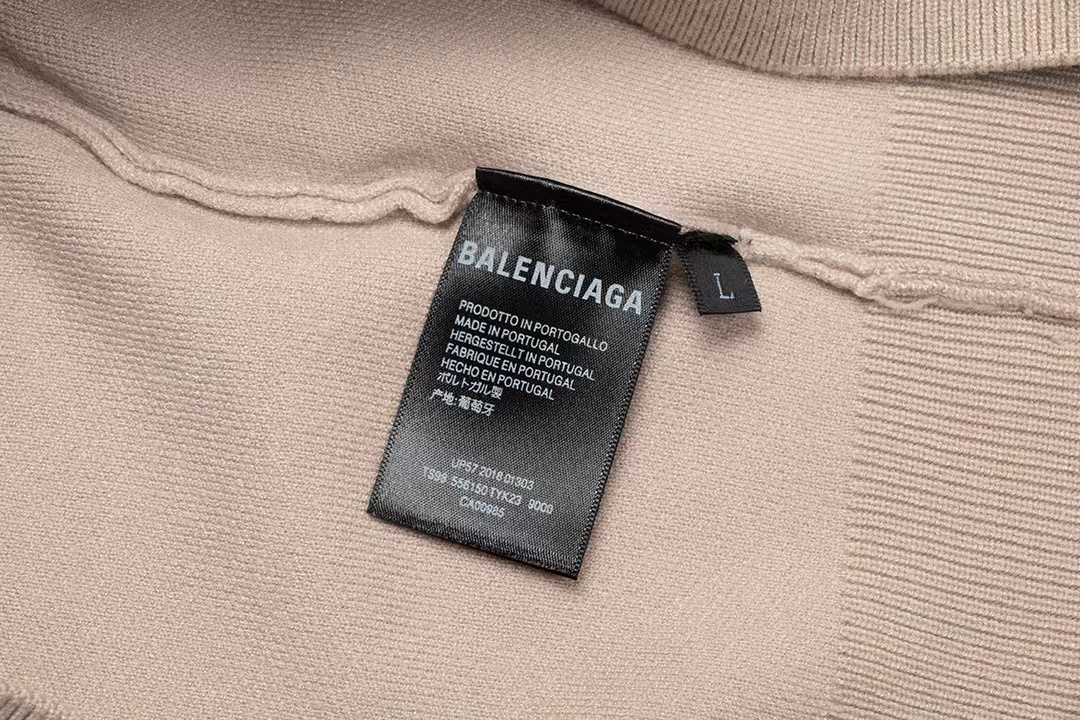 BALENCIAGA
PRODOTTO IN PORTOGALLO
MADE IN PORTUGAL
HERGESTELLT IN PORTUGAL
FABRIQUE EN PORTUGAL
HECHO EN PORTUGAL
ポルトガル製
产地:葡萄牙
UP57 2018 01303
TS99 556150 TYK23 9000
CA00985
L